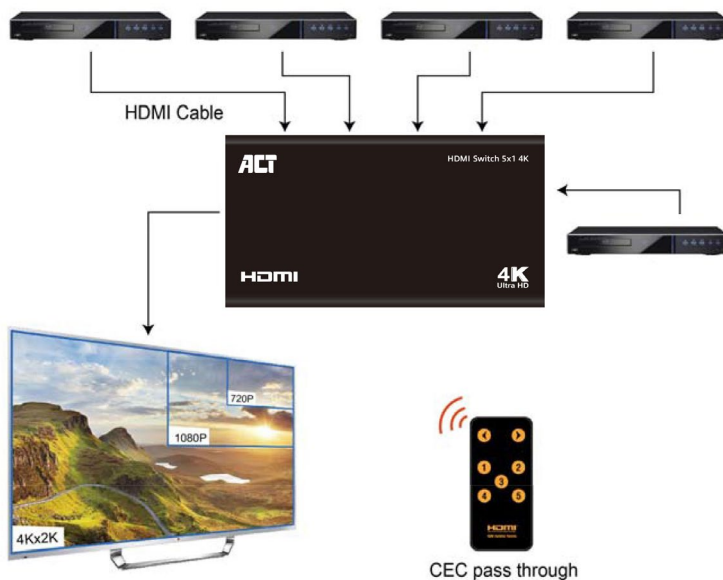 HDMI Cable
ACT
HDMI Switch 5x1 4K
HDMI
4K
Ultra HD
720P
1080P
4Kx2K
1 2
3
4 5
HDMI
CEC pass through